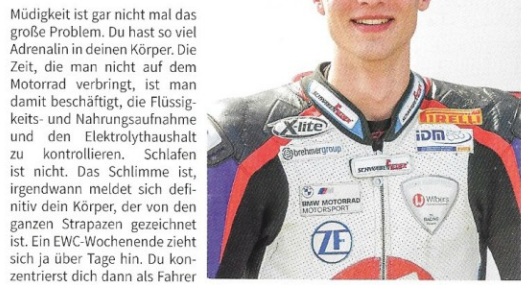 Müdigkeit ist gar nicht mal das
große Problem. Du hast so viel
Adrenalin in deinen Körper. Die
Zeit, die man nicht auf dem
Motorrad verbringt, ist man
damit beschäftigt, die Flüssig-
keits- und Nahrungsaufnahme
und den Elektrolythaushalt
zu kontrollieren. Schlafen
ist nicht. Das Schlimme ist,
irgendwann meldet sich defi-
nitiv dein Körper, der von den
ganzen Strapazen gezeichnet
ist. Ein EWC-Wochenende zieht
sich ja über Tage hin. Du kon-
zentrierst dich dann als Fahrer
X-lite
PIRELLI
iDM
brehmergroup
BMW MOTORRAD
MOTORSPORT
Wilbers
RACING
ZF